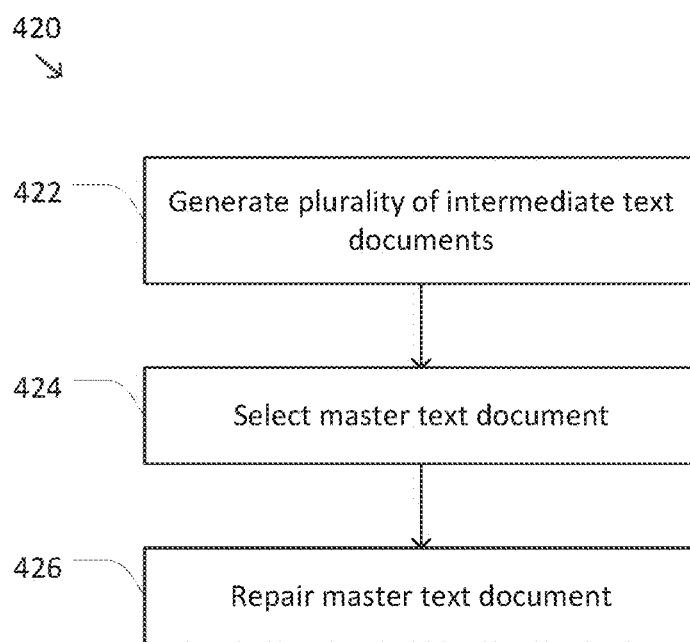 420
422
Generate plurality of intermediate text
documents
424
Select master text document
426
Repair master text document